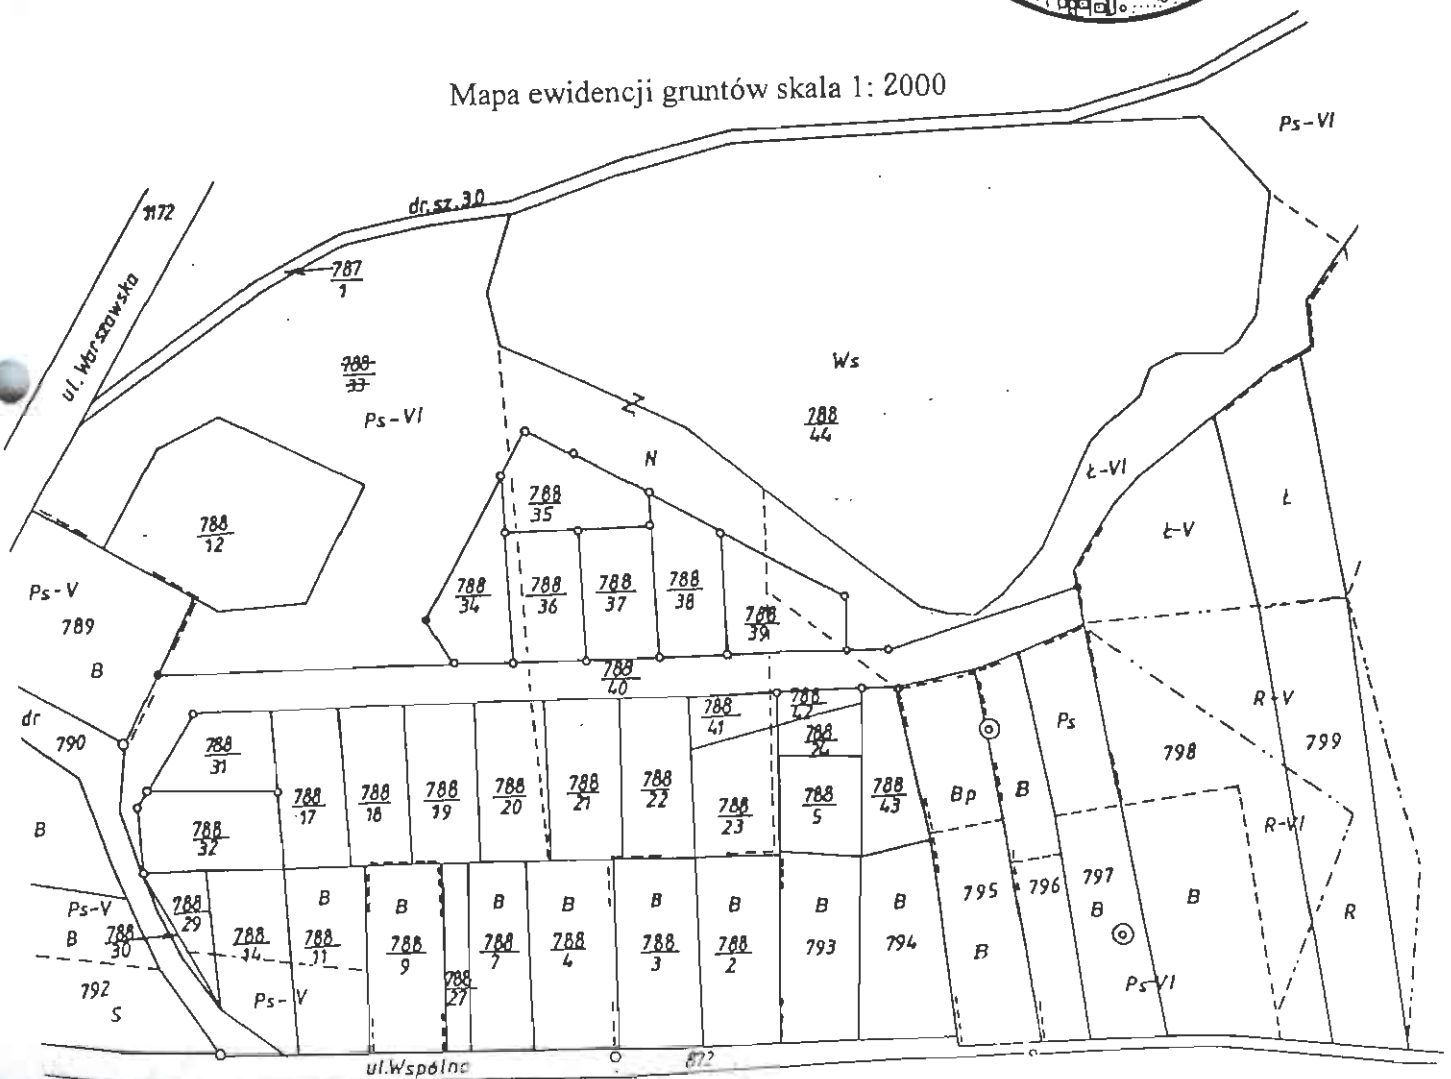 Mapa ewidencji gruntów skala 1: 2000
Ps-VI
1172
dr.sz.3.0
ul. Warszawska
787
1
788
33
Ps-VI
Ws
788
44
N
Ł-VI
Ł
788
35
788
12
Ł-V
Ps-V
789
B
788
34
788
36
788
37
788
38
788
39
788
40
dr
790
788
41
788
42
788
24
Ps
R-V
798
799
788
31
788
17
788
18
788
19
788
20
788
21
788
22
788
23
788
5
788
43
Bp
B
R-VI
788
32
B
Ps-V
B
788
30
788
29
788
14
B
788
11
B
788
9
788
27
B
788
7
B
788
4
B
788
3
B
788
2
B
793
B
794
795
B
796
797
B
B
R
792
S
Ps-V
Ps-VI
ul.Wspólna
872